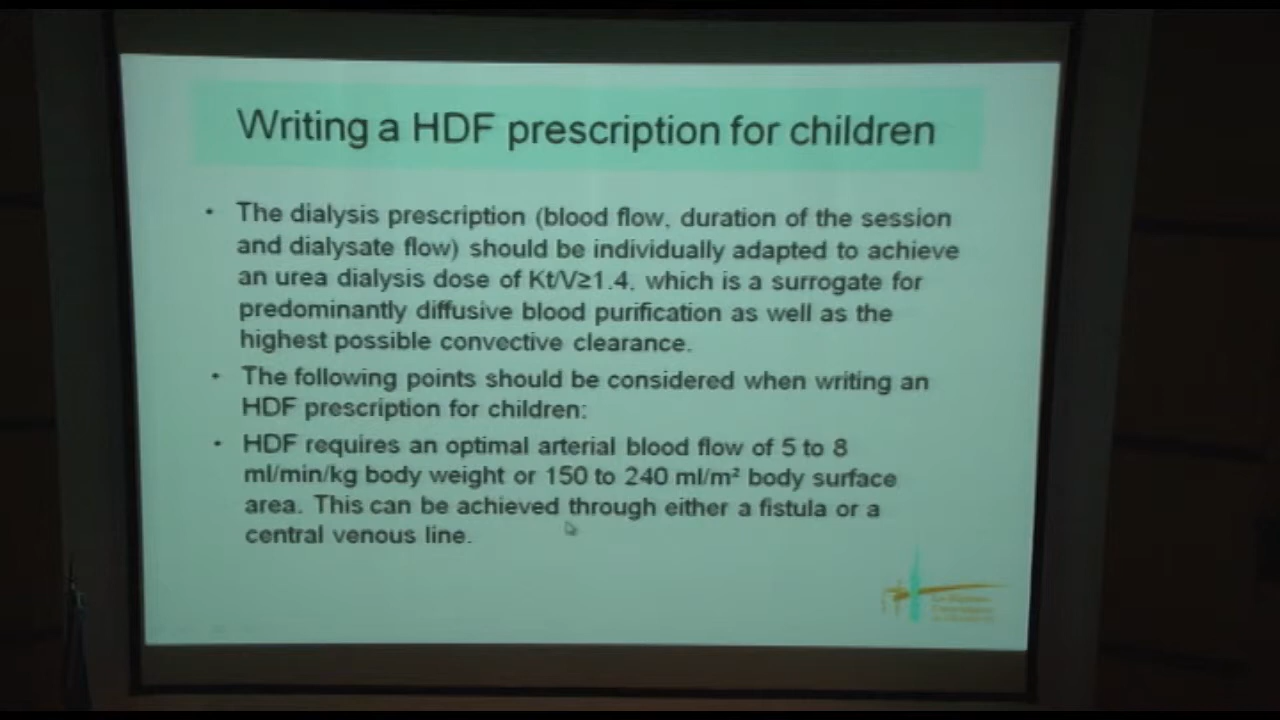 Writing a HDF prescription for children
• The dialysis prescription (blood flow, duration of the session
and dialysate flow) should be individually adapted to achieve
an urea dialysis dose of Kt/V≥1.4, which is a surrogate for
predominantly diffusive blood purification as well as the
highest possible convective clearance.
• The following points should be considered when writing an
HDF prescription for children:
• HDF requires an optimal arterial blood flow of 5 to 8
ml/min/kg body weight or 150 to 240 ml/m² body surface
area. This can be achieved through either a fistula or a
central venous line.